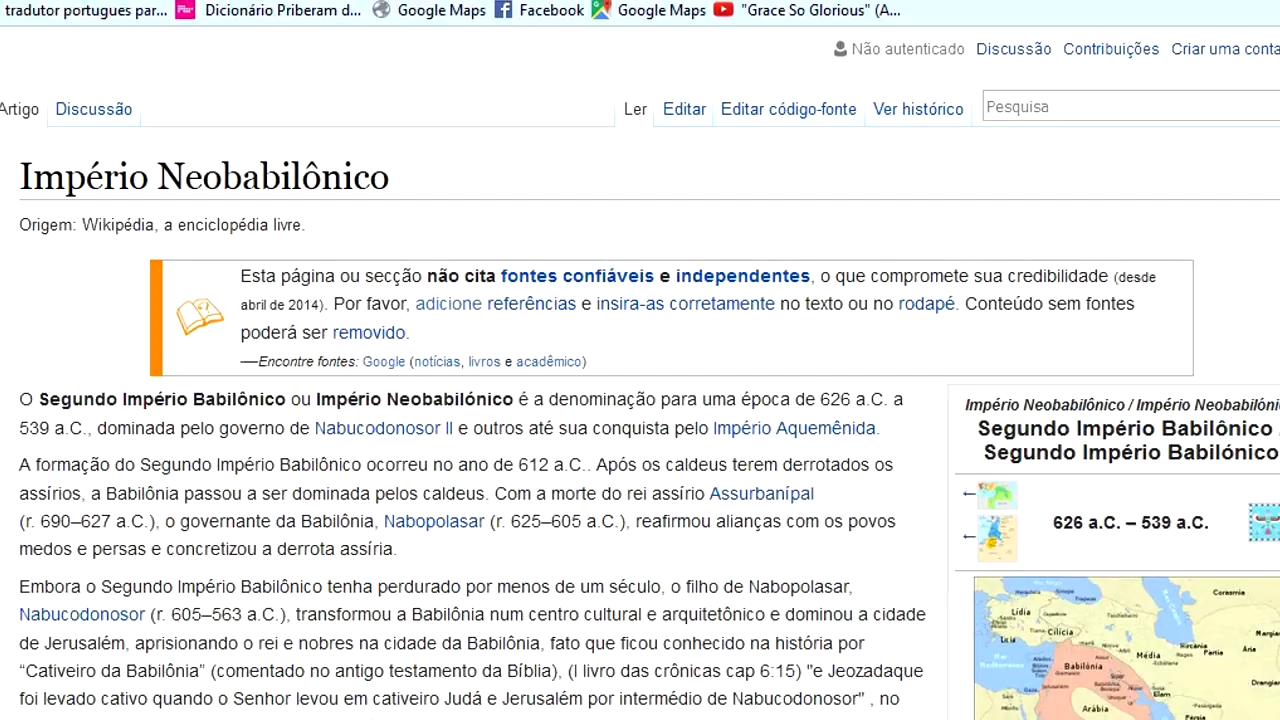 tradutor portugues par... Dicionário Priberam d... Google Maps Facebook Google Maps "Grace So Glorious" (A...
Não autenticado Discussão Contribuições Criar uma conta
Artigo Discussão Ler Editar Editar código-fonte Ver histórico Pesquisa
Império Neobabilônico
Origem: Wikipédia, a enciclopédia livre.
Esta página ou secção não cita fontes confiáveis e independentes, o que compromete sua credibilidade (desde
abril de 2014). Por favor, adicione referências e insira-as corretamente no texto ou no rodapé. Conteúdo sem fontes
poderá ser removido.
—Encontre fontes: Google (notícias, livros e acadêmico)
O Segundo Império Babilônico ou Império Neobabilónico é a denominação para uma época de 626 a.C. a
539 a.C., dominada pelo governo de Nabucodonosor II e outros até sua conquista pelo Império Aquemênida.
A formação do Segundo Império Babilônico ocorreu no ano de 612 a.C.. Após os caldeus terem derrotados os
assírios, a Babilônia passou a ser dominada pelos caldeus. Com a morte do rei assírio Assurbanípal
(r. 690–627 a.C.), o governante da Babilônia, Nabopolasar (r. 625–605 a.C.), reafirmou alianças com os povos
medos e persas e concretizou a derrota assíria.
Embora o Segundo Império Babilônico tenha perdurado por menos de um século, o filho de Nabopolasar,
Nabucodonosor (r. 605–563 a.C.), transformou a Babilônia num centro cultural e arquitetônico e dominou a cidade
de Jerusalém, aprisionando o rei e nobres na cidade da Babilônia, fato que ficou conhecido na história por
“Cativeiro da Babilônia” (comentado no antigo testamento da Bíblia), (I livro das crônicas cap 6:15) "e Jeozadaque
foi levado cativo quando o Senhor levou em cativeiro Judá e Jerusalém por intermédio de Nabucodonosor" , no
Império Neobabilônico / Império Neobabilóni
Segundo Império Babilônico
Segundo Império Babilónico
626 a.C. – 539 a.C.
Lídia
Cilícia
Lícia
Corasmia
Média
Hircânia
Pártia
Ária
Babilônia
Elam
Arábia
Pérsia